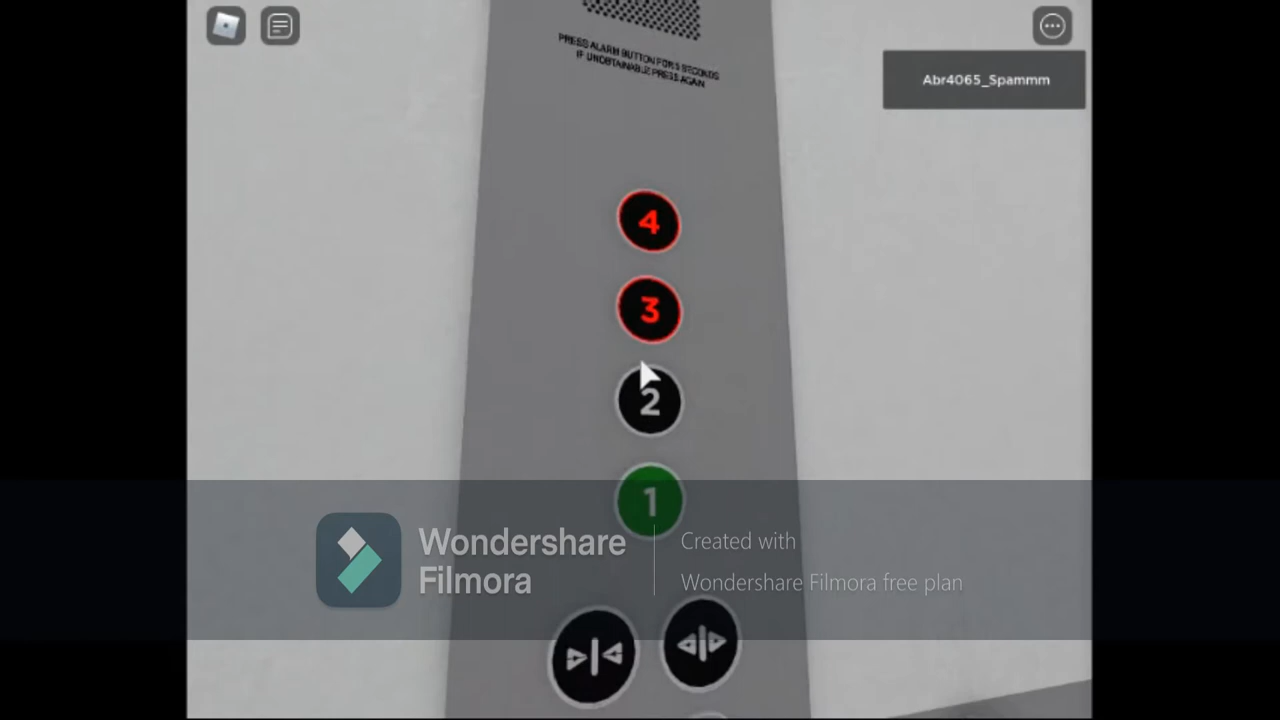 PRESS ALARM BUTTON FOR 5 SECONDS
IF UNOBTAINABLE PRESS AGAIN
Abr4065_Spammm
4
3
2
1
Wondershare
Filmora
Created with
Wondershare Filmora free plan